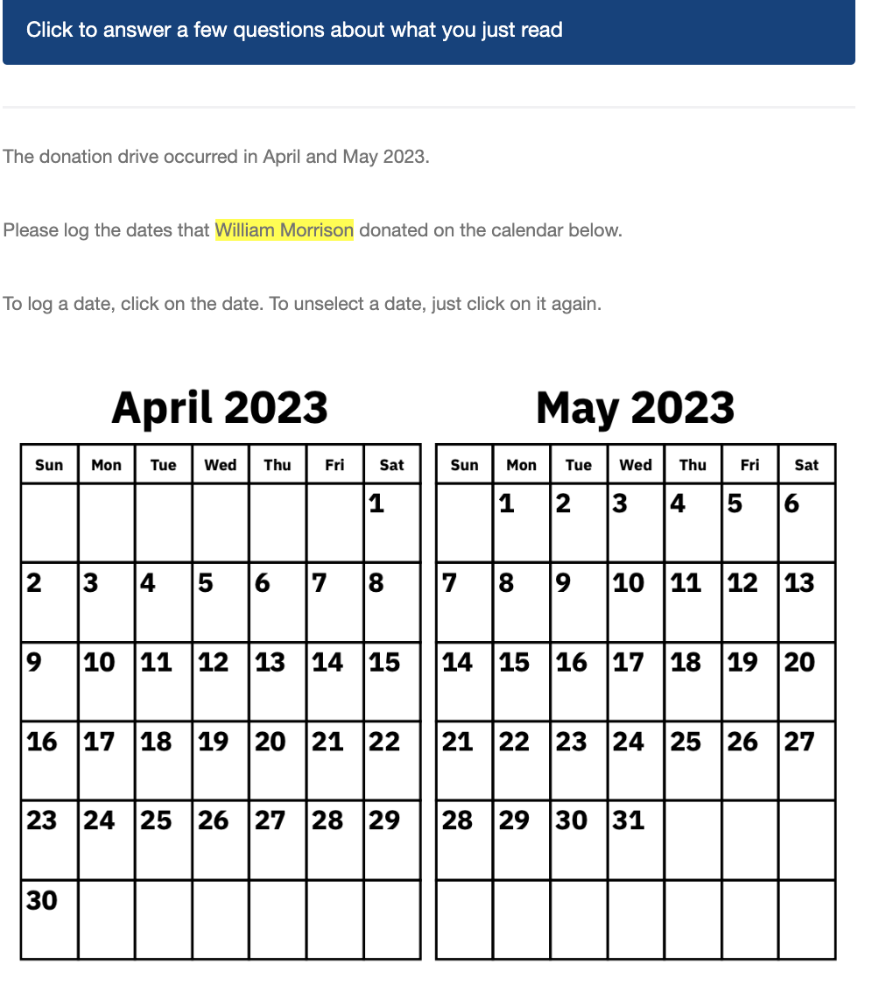 Click to answer a few questions about what you just read
The donation drive occurred in April and May 2023.
Please log the dates that William Morrison donated on the calendar below.
To log a date, click on the date. To unselect a date, just click on it again.
April 2023
Sun Mon Tue Wed Thu Fri Sat
1
2 3 4 5 6 7 8
9 10 11 12 13 14 15
16 17 18 19 20 21 22
23 24 25 26 27 28 29
30
May 2023
Sun Mon Tue Wed Thu Fri Sat
1 2 3 4 5 6
7 8 9 10 11 12 13
14 15 16 17 18 19 20
21 22 23 24 25 26 27
28 29 30 31